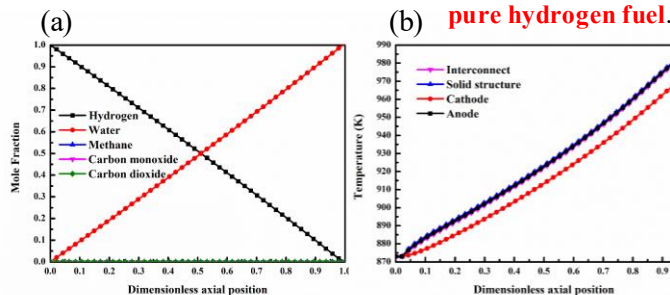 (a)
(b)
pure hydrogen fuel.
1.0
0.9
0.8
0.7
0.6
0.5
0.4
0.3
0.2
0.1
0.0
Mole Fraction
Hydrogen
Water
Methane
Carbon monoxide
Carbon dioxide
0.0 0.1 0.2 0.3 0.4 0.5 0.6 0.7 0.8 0.9 1.0
Dimensionless axial position
990
980
970
960
950
940
930
920
910
900
890
880
870
Temperature (K)
Interconnect
Solid structure
Cathode
Anode
0.0 0.1 0.2 0.3 0.4 0.5 0.6 0.7 0.8 0.9
Dimensionless axial position